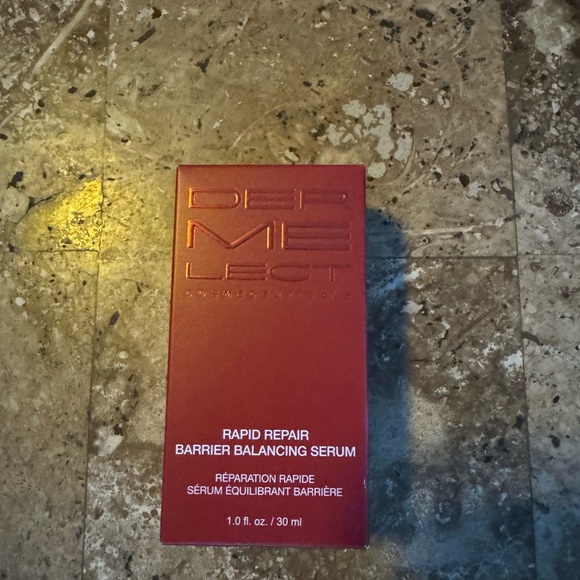 DER
ME
LECT
COSMECEUTICALS
RAPID REPAIR
BARRIER BALANCING SERUM
RÉPARATION RAPIDE
SÉRUM ÉQUILIBRANT BARRIÈRE
1.0 fl. oz. / 30 ml